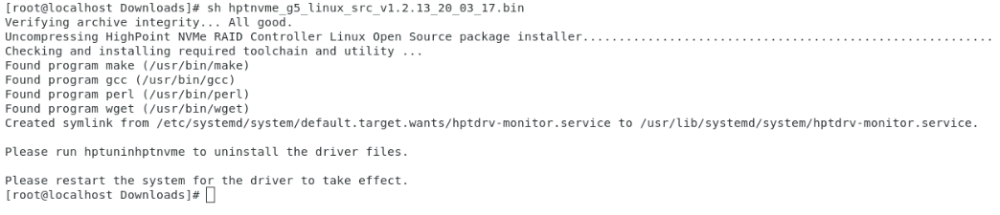 [root@localhost Downloads]# sh hptnvme_g5_linux_src_v1.2.13_20_03_17.bin
Verifying archive integrity... All good.
Uncompressing HighPoint NVMe RAID Controller Linux Open Source package installer.........................................................
Checking and installing required toolchain and utility ...
Found program make (/usr/bin/make)
Found program gcc (/usr/bin/gcc)
Found program perl (/usr/bin/perl)
Found program wget (/usr/bin/wget)
Created symlink from /etc/systemd/system/default.target.wants/hptdrv-monitor.service to /usr/lib/systemd/system/hptdrv-monitor.service.
Please run hptuninhptnvme to uninstall the driver files.
Please restart the system for the driver to take effect.
[root@localhost Downloads]#